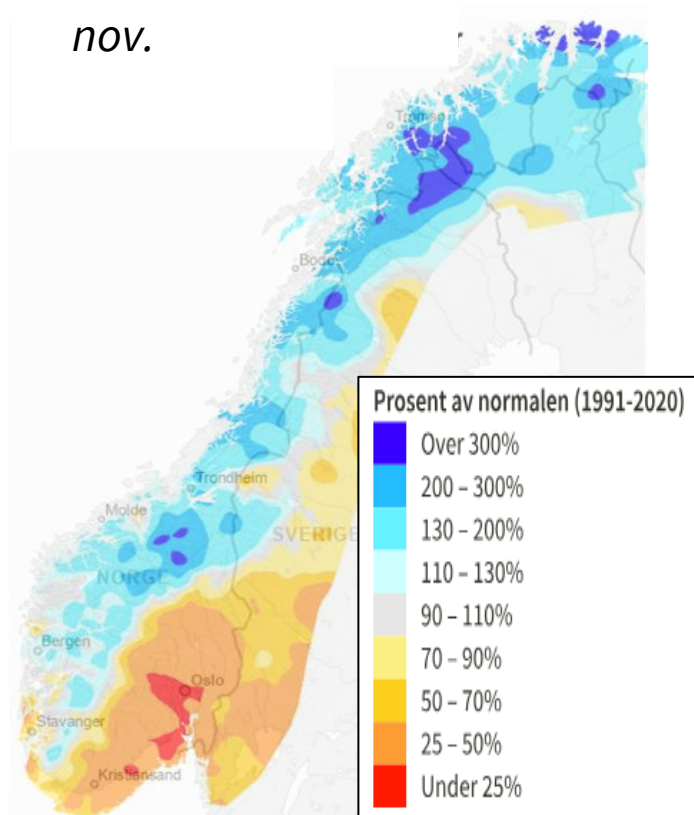 nov.
Tromsø
Bodø
Trondheim
Molde
SVERIGE
NORGE
Bergen
Oslo
Stavanger
Kristiansand
Prosent av normalen (1991-2020)
Over 300%
200 – 300%
130 – 200%
110 – 130%
90 – 110%
70 – 90%
50 – 70%
25 – 50%
Under 25%